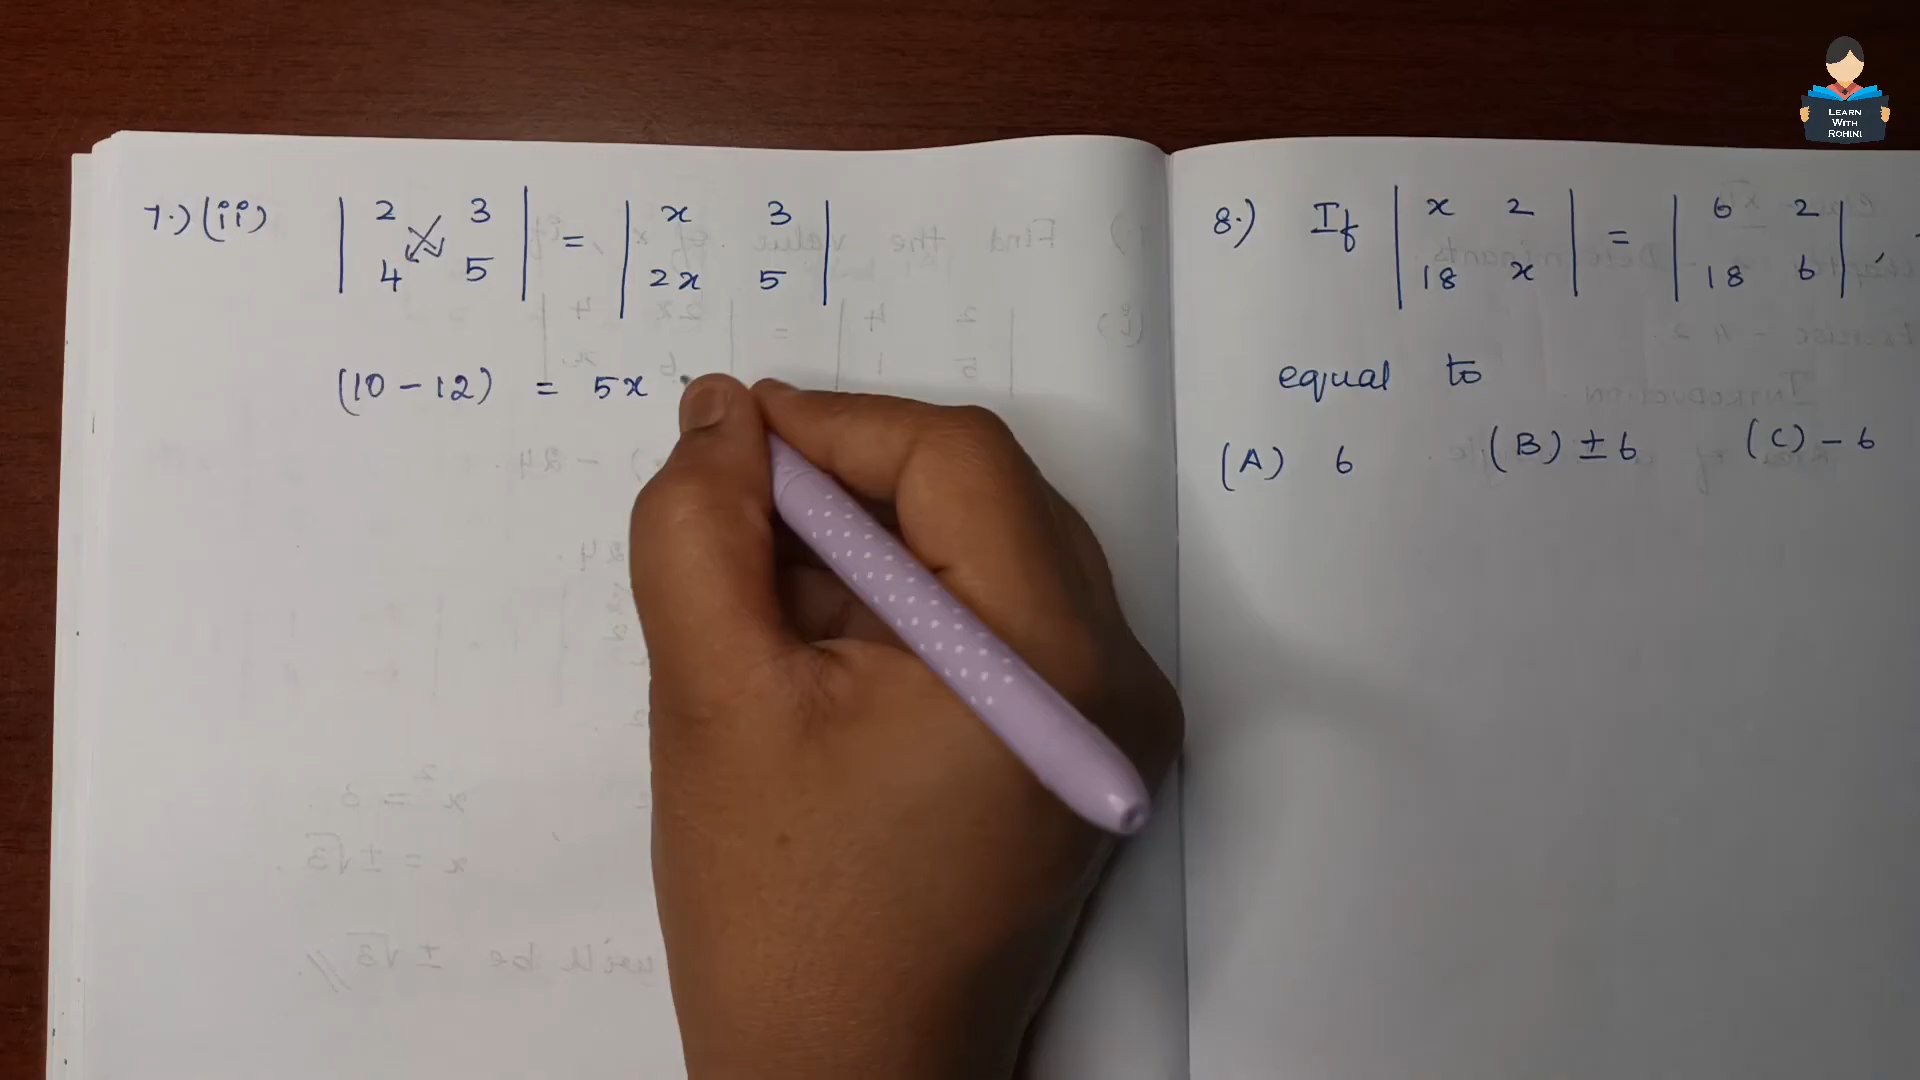 LEARN
WITH
ROHINI
7.) (ii) | 2 3 | = | x 3 |
| 4 5 | | 2x 5 |
(10 - 12) = 5x
8.) If | x 2 | = | 6 2 | ,
| 18 x | | 18 6 |
equal to
(A) 6 (B) ± 6 (C) - 6